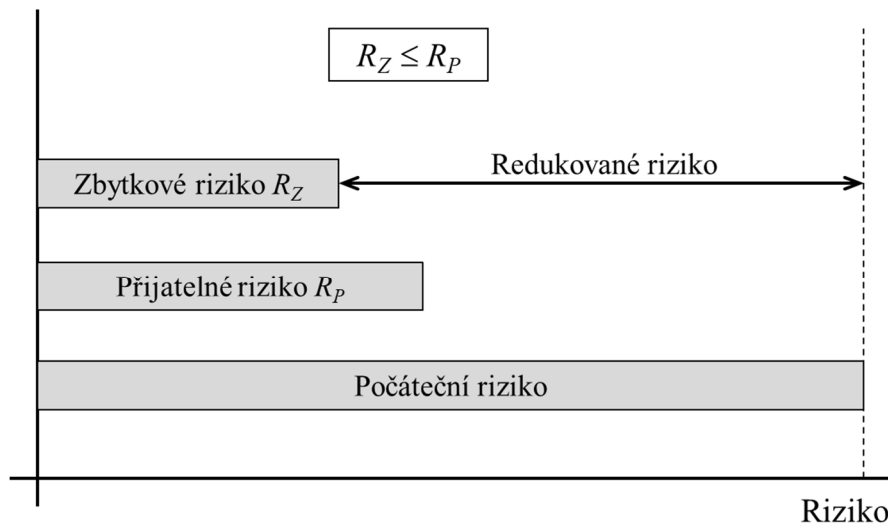 R_Z ≤ R_P
Redukované riziko
Zbytkové riziko R_Z
Přijatelné riziko R_P
Počáteční riziko
Riziko